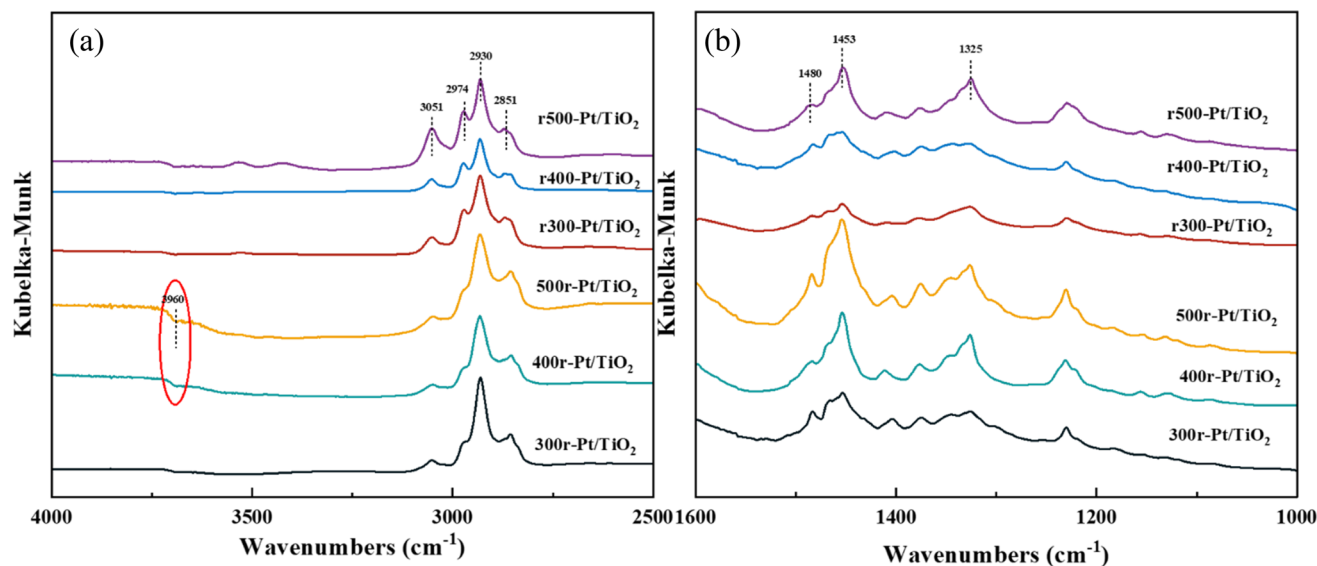 (a)
Kubelka-Munk
3051
2974
2930
2851
r500-Pt/TiO₂
r400-Pt/TiO₂
r300-Pt/TiO₂
3960
500r-Pt/TiO₂
400r-Pt/TiO₂
300r-Pt/TiO₂
4000 3500 3000 2500
Wavenumbers (cm⁻¹)
(b)
Kubelka-Munk
1480
1453
1325
r500-Pt/TiO₂
r400-Pt/TiO₂
r300-Pt/TiO₂
500r-Pt/TiO₂
400r-Pt/TiO₂
300r-Pt/TiO₂
1600 1400 1200 1000
Wavenumbers (cm⁻¹)